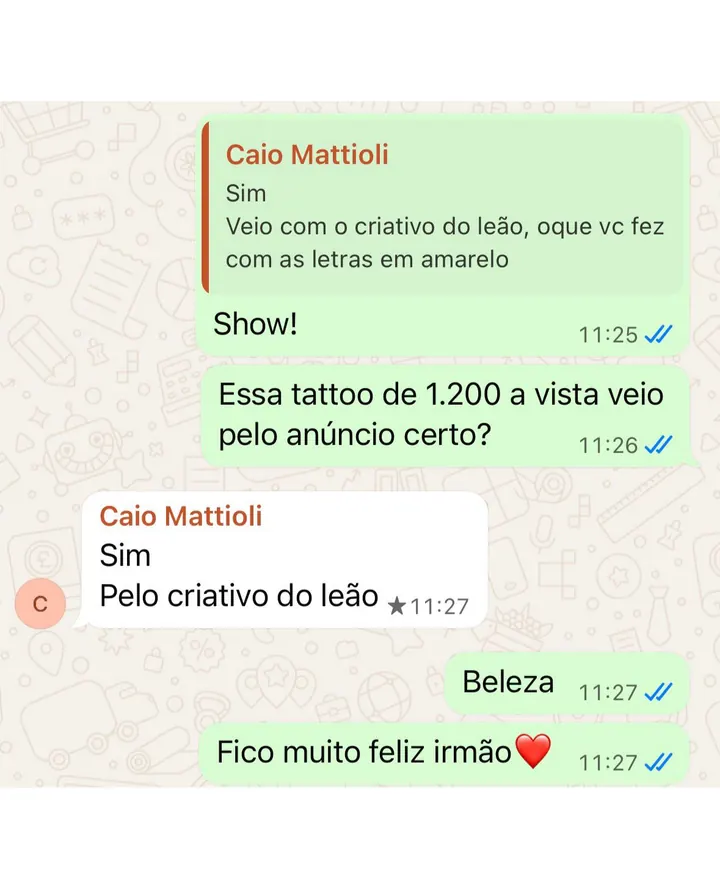 Caio Mattioli
Sim
Veio com o criativo do leão, oque vc fez
com as letras em amarelo
Show!
11:25
Essa tattoo de 1.200 a vista veio
pelo anúncio certo?
11:26
Caio Mattioli
Sim
C
Pelo criativo do leão
11:27
Beleza
11:27
Fico muito feliz irmão❤️
11:27